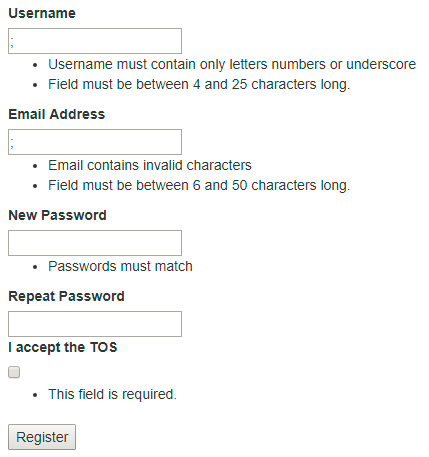 Username
;
• Username must contain only letters numbers or underscore
• Field must be between 4 and 25 characters long.
Email Address
;
• Email contains invalid characters
• Field must be between 6 and 50 characters long.
New Password
• Passwords must match
Repeat Password
I accept the TOS
• This field is required.
Register